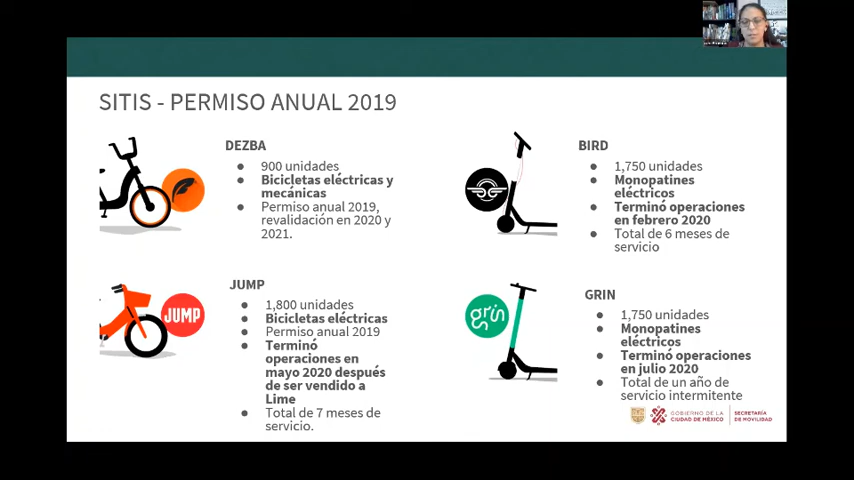 SITIS - PERMISO ANUAL 2019
DEZBA
● 900 unidades
● Bicicletas eléctricas y
mecánicas
● Permiso anual 2019,
revalidación en 2020 y
2021.
BIRD
● 1,750 unidades
● Monopatines
eléctricos
● Terminó operaciones
en febrero 2020
● Total de 6 meses de
servicio
JUMP
JUMP
● 1,800 unidades
● Bicicletas eléctricas
● Permiso anual 2019
● Terminó
operaciones en
mayo 2020 después
de ser vendido a
Lime
● Total de 7 meses de
servicio.
grin
GRIN
● 1,750 unidades
● Monopatines
eléctricos
● Terminó operaciones
en julio 2020
● Total de un año de
servicio intermitente
GOBIERNO DE LA
CIUDAD DE MÉXICO
SECRETARÍA
DE MOVILIDAD